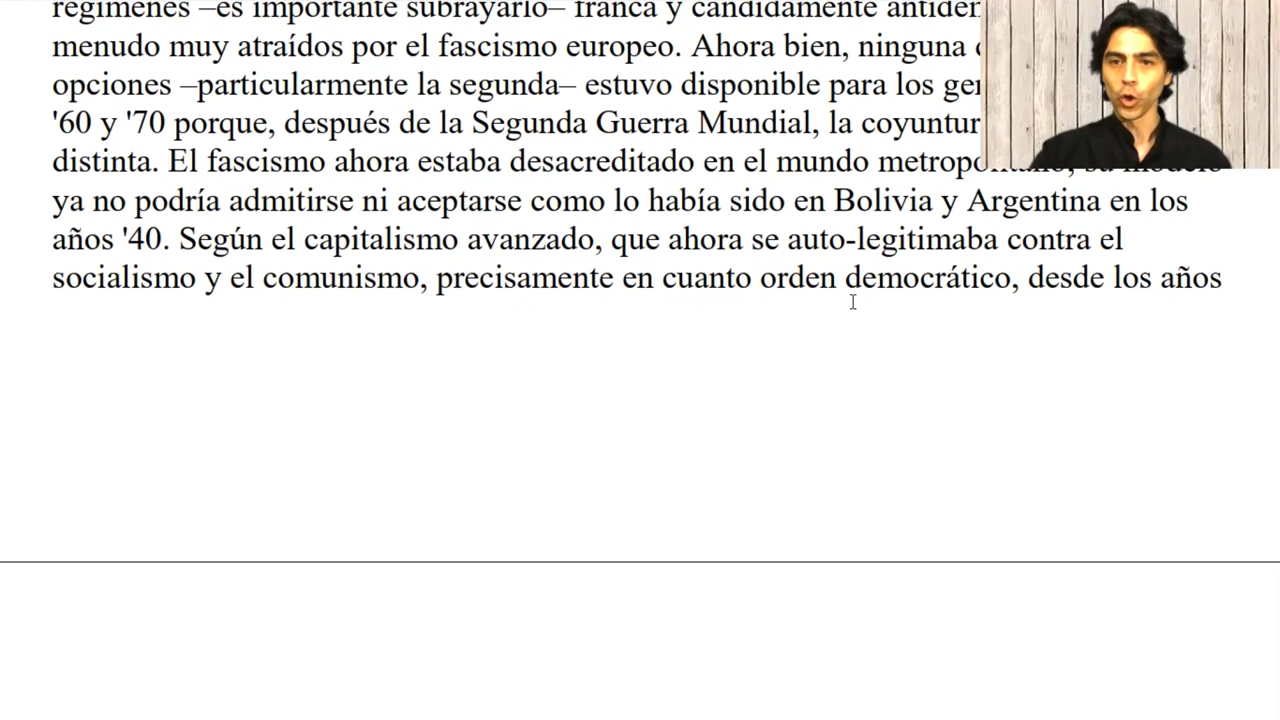 regímenes –es importante subrayarlo– franca y cándidamente
menudo muy atraídos por el fascismo europeo. Ahora bien, ninguna
opciones –particularmente la segunda– estuvo disponible para los
'60 y '70 porque, después de la Segunda Guerra Mundial, la
distinta. El fascismo ahora estaba desacreditado en el mundo metropolitano, su modelo
ya no podría admitirse ni aceptarse como lo había sido en Bolivia y Argentina en los
años '40. Según el capitalismo avanzado, que ahora se auto-legitimaba contra el
socialismo y el comunismo, precisamente en cuanto orden democrático, desde los años